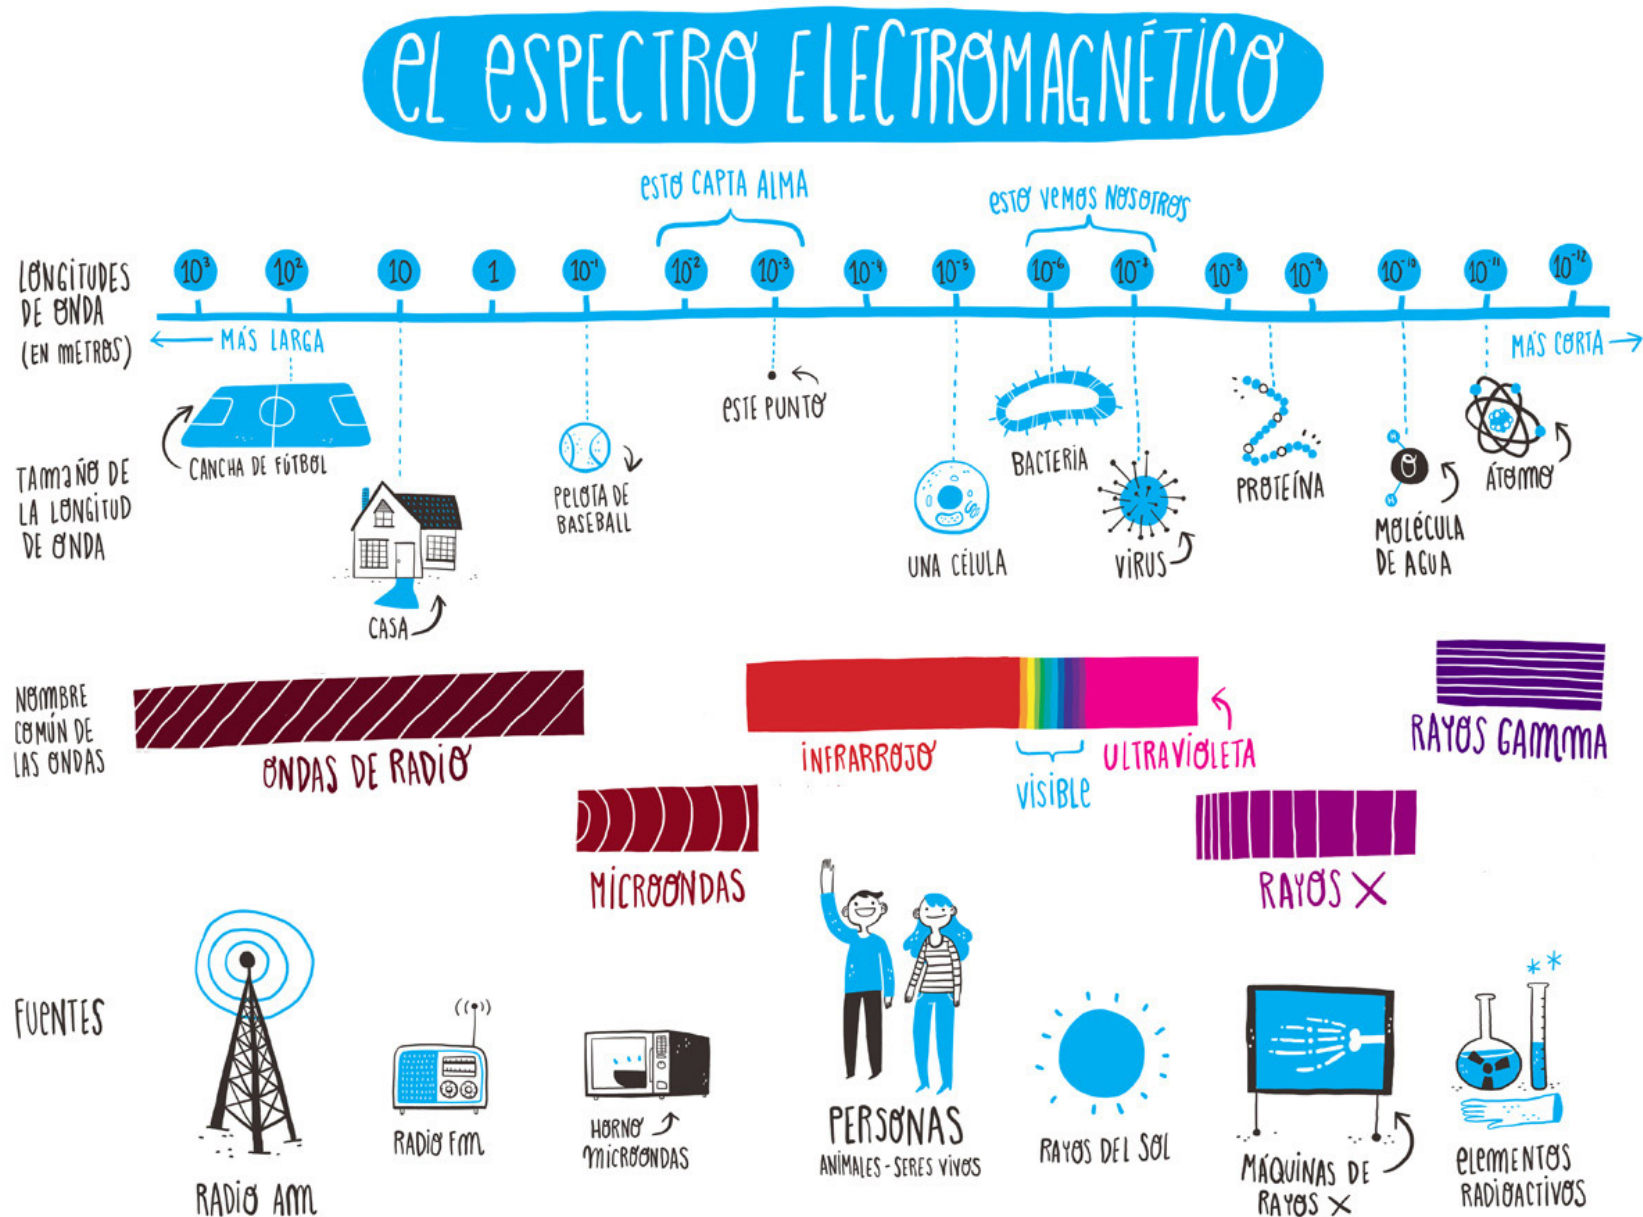 EL ESPECTRO ELECTROMAGNÉTICO
ESTO CAPTA ALMA
ESTO VEMOS NOSOTROS
LONGITUDES
DE ONDA
(EN METROS)
10³ 10² 10 1 10⁻¹ 10⁻² 10⁻³ 10⁻⁴ 10⁻⁵ 10⁻⁶ 10⁻⁸ 10⁻⁹ 10⁻¹⁰ 10⁻¹¹ 10⁻¹²
← MÁS LARGA
MÁS CORTA →
TAMAÑO DE
LA LONGITUD
DE ONDA
CANCHA DE FÚTBOL
CASA
PELOTA DE
BASEBALL
ESTE PUNTO
UNA CÉLULA
BACTERIA
VIRUS
PROTEÍNA
H
O
H
MOLÉCULA
DE AGUA
ÁTOMO
NOMBRE
COMÚN DE
LAS ONDAS
ONDAS DE RADIO
MICROONDAS
INFRARROJO
VISIBLE
ULTRAVIOLETA
RAYOS X
RAYOS GAMMA
FUENTES
RADIO AM
RADIO FM
HORNO
MICROONDAS
PERSONAS
ANIMALES - SERES VIVOS
RAYOS DEL SOL
MÁQUINAS DE
RAYOS X
ELEMENTOS
RADIOACTIVOS